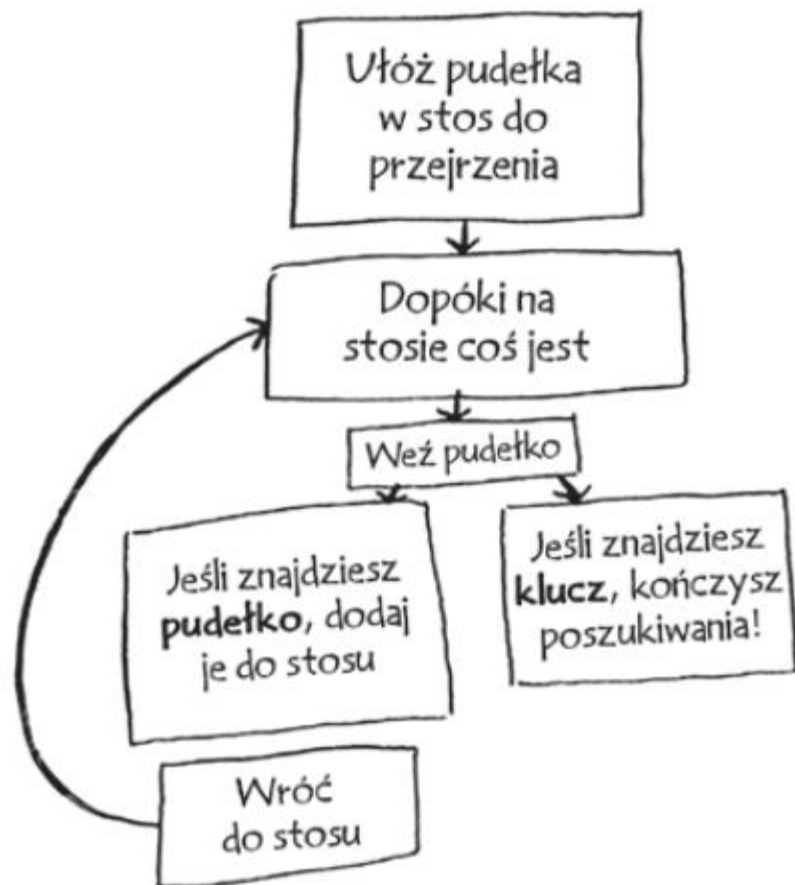 Ułóż pudełka
w stos do
przejrzenia
Dopóki na
stosie coś jest
Weź pudełko
Jeśli znajdziesz
pudełko, dodaj
je do stosu
Jeśli znajdziesz
klucz, kończysz
poszukiwania!
Wróć
do stosu